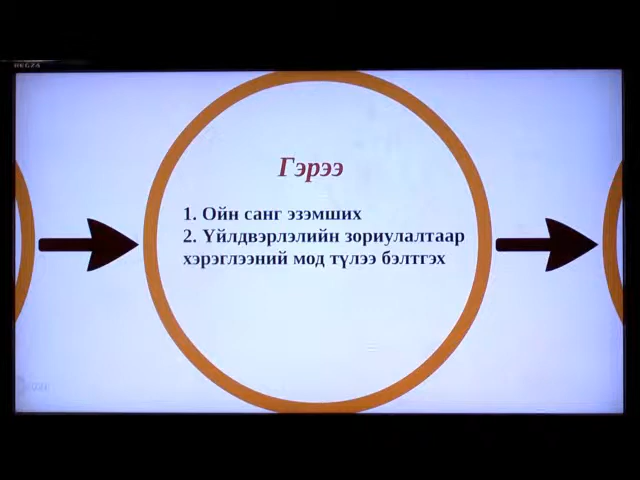 Гэрээ
1. Ойн санг эзэмших
2. Үйлдвэрлэлийн зориулалтаар
хэрэглээний мод түлээ бэлтгэх